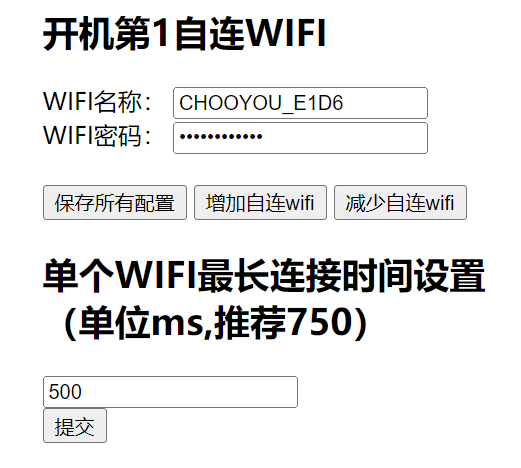 开机第1自连WIFI
WIFI名称： CHOOYOU_E1D6
WIFI密码： ••••••••••••
保存所有配置 增加自连wifi 减少自连wifi
单个WIFI最长连接时间设置
（单位ms,推荐750）
500
提交